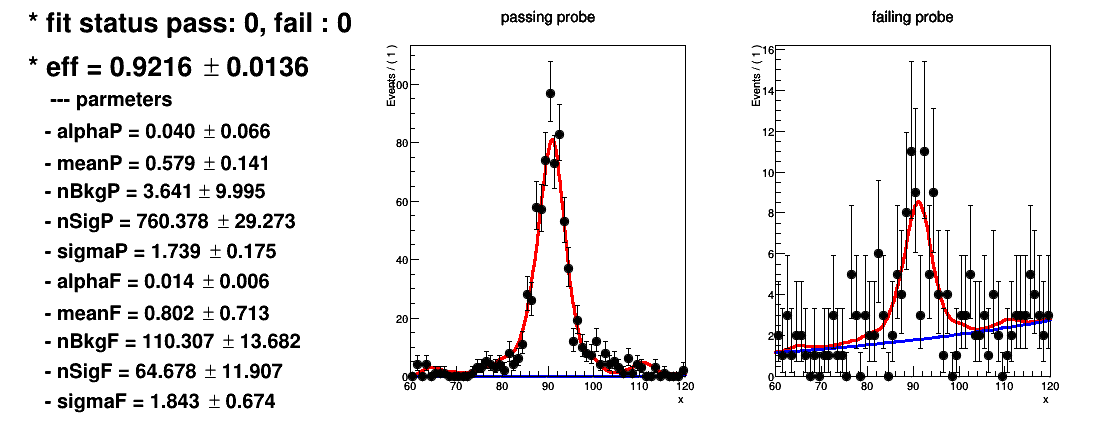 * fit status pass: 0, fail : 0
* eff = 0.9216 ± 0.0136
--- parmeters
- alphaP = 0.040 ± 0.066
- meanP = 0.579 ± 0.141
- nBkgP = 3.641 ± 9.995
- nSigP = 760.378 ± 29.273
- sigmaP = 1.739 ± 0.175
- alphaF = 0.014 ± 0.006
- meanF = 0.802 ± 0.713
- nBkgF = 110.307 ± 13.682
- nSigF = 64.678 ± 11.907
- sigmaF = 1.843 ± 0.674
passing probe
Events / ( 1 )
100
80
60
40
20
0
60 70 80 90 100 110 120
x
failing probe
Events / ( 1 )
16
14
12
10
8
6
4
2
0
60 70 80 90 100 110 120
x